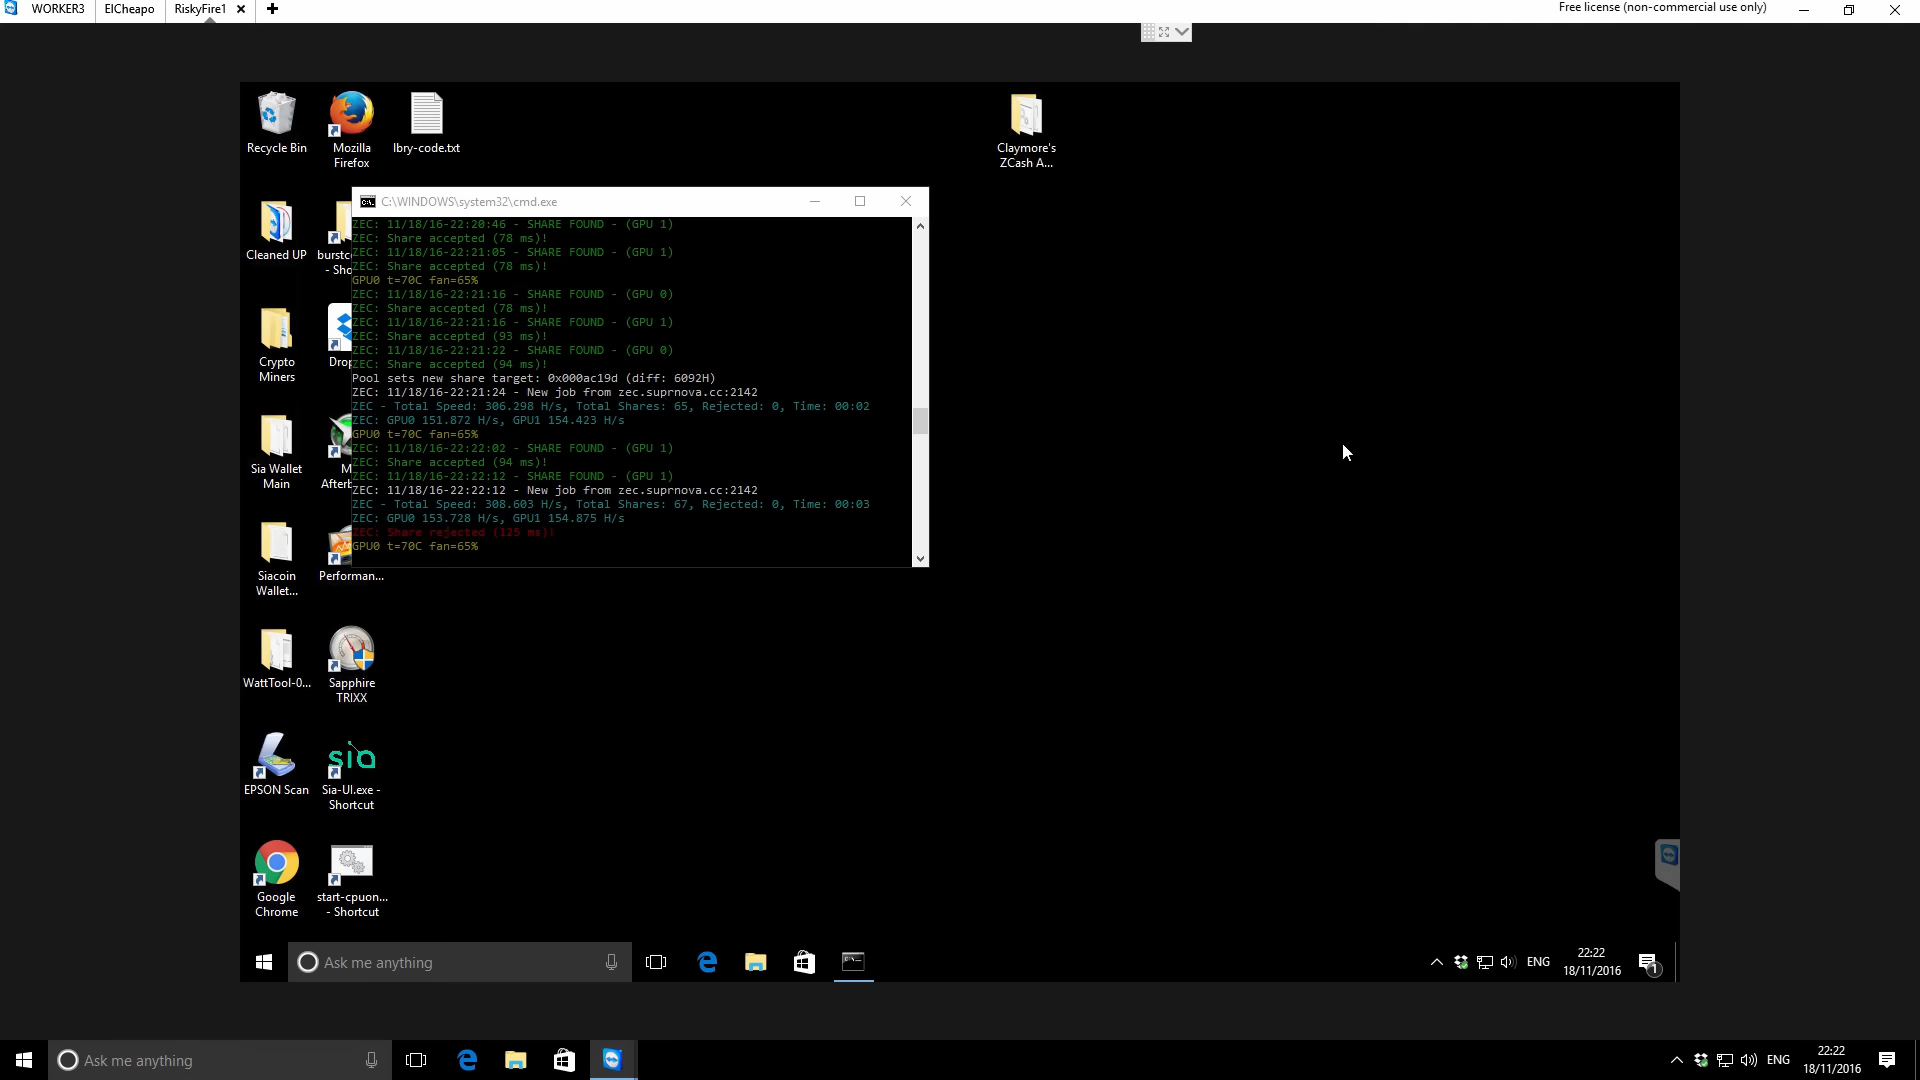 WORKER3
ElCheapo
RiskyFire1
Free license (non-commercial use only)
Recycle Bin
Mozilla
Firefox
lbry-code.txt
Claymore's
ZCash A...
C:\WINDOWS\system32\cmd.exe
ZEC: 11/18/16-22:20:46 - SHARE FOUND - (GPU 1)
ZEC: Share accepted (78 ms)!
ZEC: 11/18/16-22:21:05 - SHARE FOUND - (GPU 1)
ZEC: Share accepted (78 ms)!
GPU0 t=70C fan=65%
ZEC: 11/18/16-22:21:16 - SHARE FOUND - (GPU 0)
ZEC: Share accepted (78 ms)!
ZEC: 11/18/16-22:21:16 - SHARE FOUND - (GPU 1)
ZEC: Share accepted (93 ms)!
ZEC: 11/18/16-22:21:22 - SHARE FOUND - (GPU 0)
ZEC: Share accepted (94 ms)!
Pool sets new share target: 0x000ac19d (diff: 6092H)
ZEC: 11/18/16-22:21:24 - New job from zec.suprnova.cc:2142
ZEC - Total Speed: 306.298 H/s, Total Shares: 65, Rejected: 0, Time: 00:02
ZEC: GPU0 151.872 H/s, GPU1 154.423 H/s
GPU0 t=70C fan=65%
ZEC: 11/18/16-22:22:02 - SHARE FOUND - (GPU 1)
ZEC: Share accepted (94 ms)!
ZEC: 11/18/16-22:22:12 - SHARE FOUND - (GPU 1)
ZEC: 11/18/16-22:22:12 - New job from zec.suprnova.cc:2142
ZEC - Total Speed: 308.603 H/s, Total Shares: 67, Rejected: 0, Time: 00:03
ZEC: GPU0 153.728 H/s, GPU1 154.875 H/s
ZEC: Share rejected (125 ms)!
GPU0 t=70C fan=65%
Cleaned UP
burstc
- Sho
Crypto
Miners
Drop
Sia Wallet
Main
M
Afterb
Siacoin
Wallet...
Performan...
WattTool-0...
Sapphire
TRIXX
EPSON Scan
sia
Sia-UI.exe -
Shortcut
Google
Chrome
start-cpuon...
- Shortcut
Ask me anything
ENG
22:22
18/11/2016
1
Ask me anything
ENG
22:22
18/11/2016